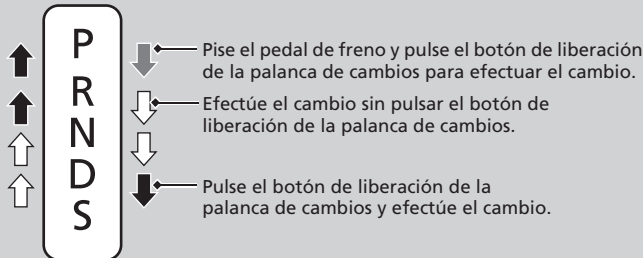 P
R
N
D
S
Pise el pedal de freno y pulse el botón de liberación
de la palanca de cambios para efectuar el cambio.
Efectúe el cambio sin pulsar el botón de
liberación de la palanca de cambios.
Pulse el botón de liberación de la
palanca de cambios y efectúe el cambio.